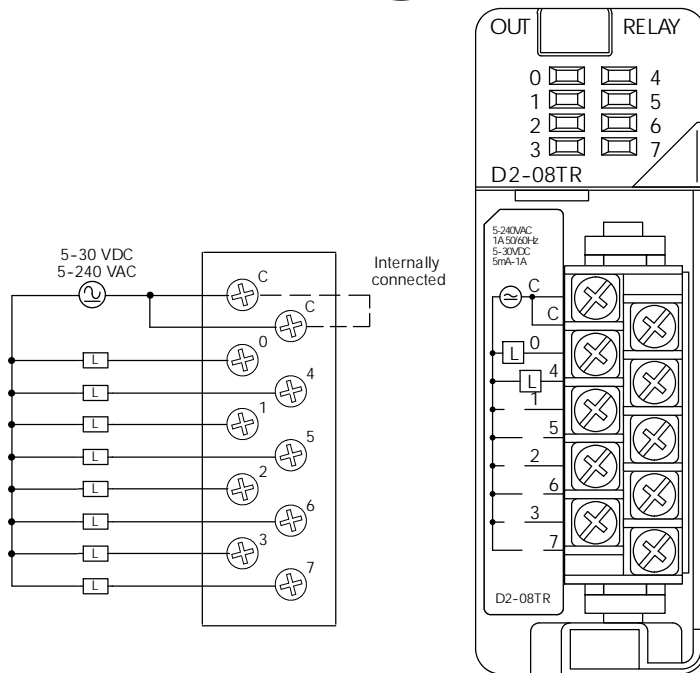 OUT RELAY
0 4
1 5
2 6
3 7
D2-08TR
5-30 VDC
5-240 VAC
C
C
Internally
connected
0
L
4
L
1
L
5
L
2
L
6
L
3
L
7
L
5-240VAC
1A 50/60Hz
5-30VDC
5mA-1A
C
C
L 0
L 4
1
5
2
6
3
7
D2-08TR